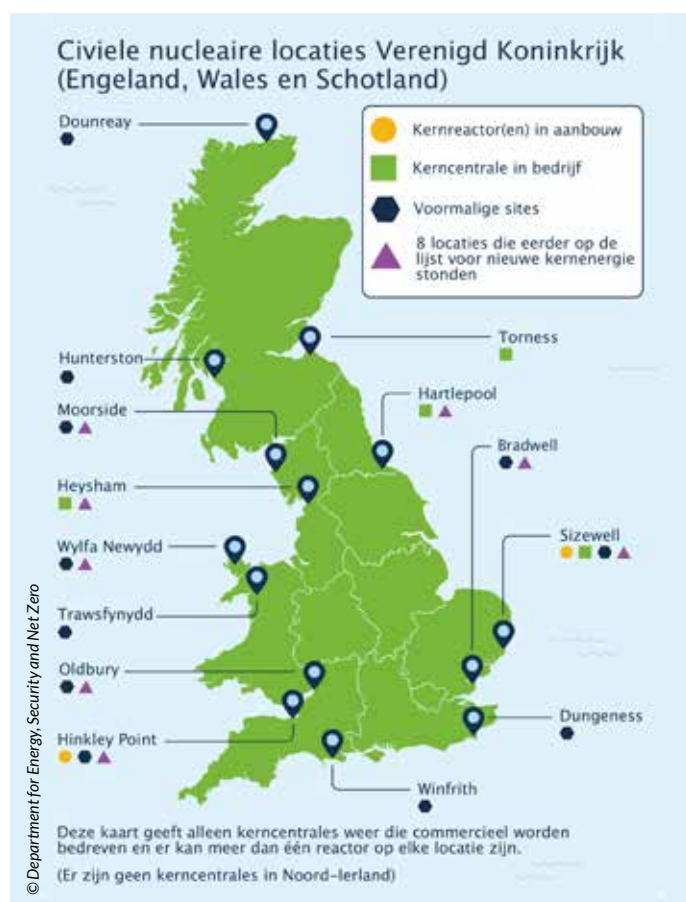 Civiele nucleaire locaties Verenigd Koninkrijk
(Engeland, Wales en Schotland)
Dounreay
Kernreactor(en) in aanbouw
Kerncentrale in bedrijf
Voormalige sites
8 locaties die eerder op de
lijst voor nieuwe kernenergie
stonden
Torness
Hunterston
Hartlepool
Moorside
Bradwell
Heysham
Sizewell
Wylfa Newydd
Trawsfynydd
Oldbury
Dungeness
Hinkley Point
Winfrith
Deze kaart geeft alleen kerncentrales weer die commercieel worden
bedreven en er kan meer dan één reactor op elke locatie zijn.
(Er zijn geen kerncentrales in Noord-Ierland)
© Department for Energy, Security and Net Zero